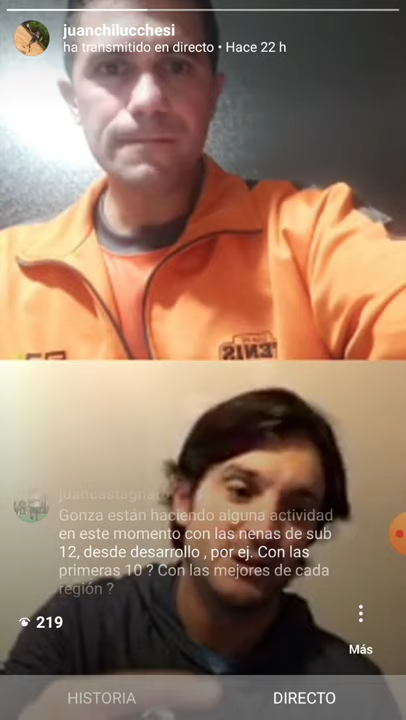 juanchilucchesi
ha transmitido en directo • Hace 22 h
TENIS
juancastagnat
Gonza están haciendo alguna actividad
en este momento con las nenas de sub
12, desde desarrollo , por ej. Con las
primeras 10 ? Con las mejores de cada
región ?
219
Más
HISTORIA
DIRECTO